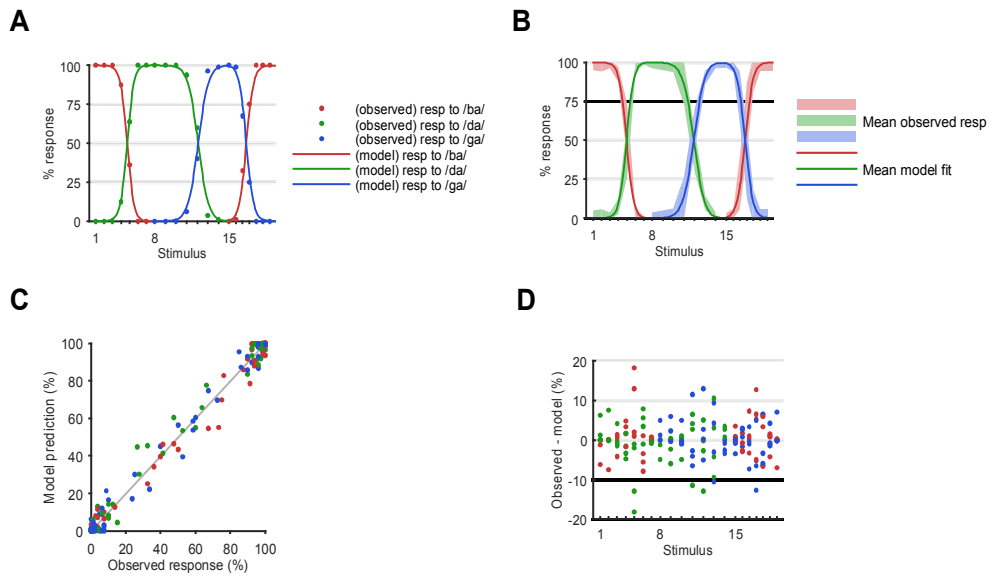 A
100
75
50
25
0
% response
1
8
15
Stimulus
(observed) resp to /ba/
(observed) resp to /da/
(observed) resp to /ga/
(model) resp to /ba/
(model) resp to /da/
(model) resp to /ga/
B
100
75
50
25
0
% response
1
8
15
Stimulus
Mean observed resp
Mean model fit
C
100
80
60
40
20
0
Model prediction (%)
0
20
40
60
80
100
Observed response (%)
D
20
10
0
-10
-20
Observed - model (%)
1
8
15
Stimulus